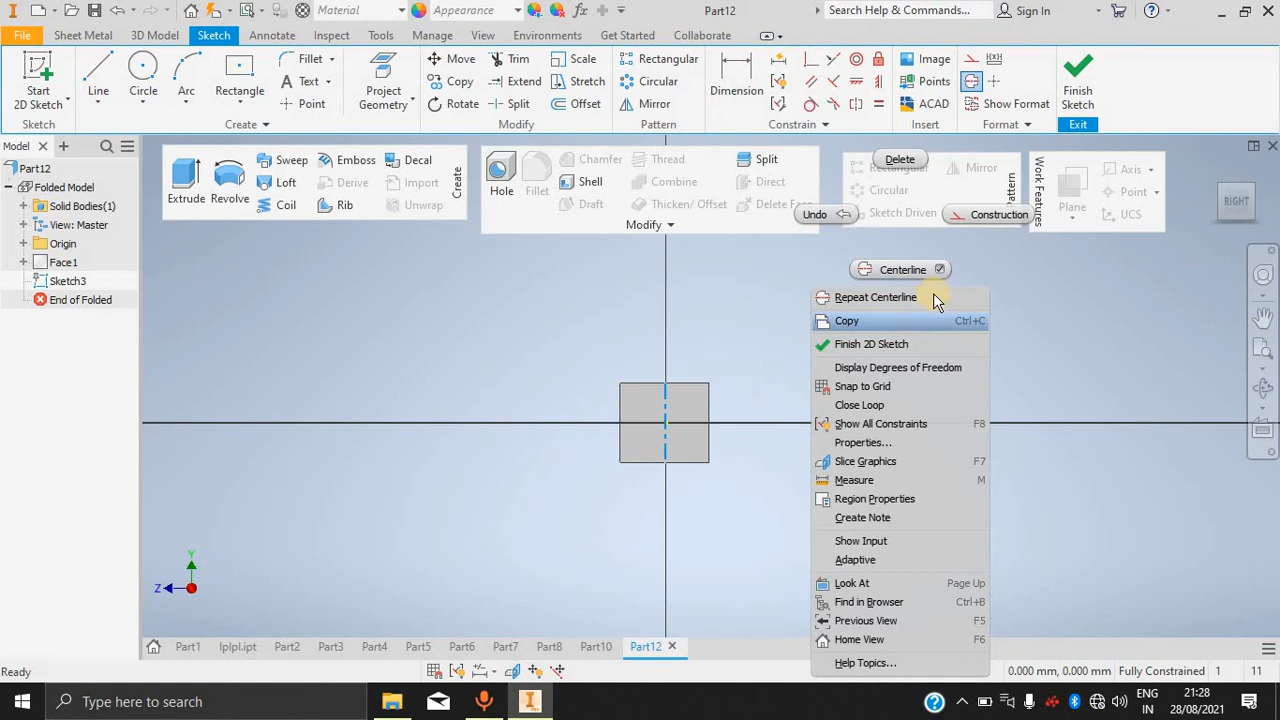 Material
Appearance
Part12
Search Help & Commands...
Sign In
File
Sheet Metal
3D Model
Sketch
Annotate
Inspect
Tools
Manage
View
Environments
Get Started
Collaborate
Start
2D Sketch
Line
Circle
Arc
Rectangle
Fillet
Text
Point
Project
Geometry
Move
Copy
Rotate
Trim
Extend
Split
Scale
Stretch
Offset
Rectangular
Circular
Mirror
Dimension
Image
Points
ACAD
Show Format
Finish
Sketch
Sketch
Create
Modify
Pattern
Constrain
Insert
Format
Exit
Model
Part12
Folded Model
Solid Bodies(1)
View: Master
Origin
Face1
Sketch3
End of Folded
Extrude
Revolve
Sweep
Loft
Coil
Emboss
Derive
Rib
Decal
Import
Unwrap
Create
Hole
Fillet
Chamfer
Shell
Draft
Thread
Combine
Thicken/ Offset
Split
Direct
Delete Face
Modify
Delete
Rectangular
Mirror
Circular
Sketch Driven
Pattern
Undo
Construction
Work Features
Plane
Axis
Point
UCS
RIGHT
Centerline
Repeat Centerline
Copy Ctrl+C
Finish 2D Sketch
Display Degrees of Freedom
Snap to Grid
Close Loop
Show All Constraints F8
Properties...
Slice Graphics F7
Measure M
Region Properties
Create Note
Show Input
Adaptive
Look At Page Up
Find in Browser Ctrl+B
Previous View F5
Home View F6
Help Topics...
Y
Z
Part1
lplpl.ipt
Part2
Part3
Part4
Part5
Part6
Part7
Part8
Part10
Part12
Ready
0.000 mm, 0.000 mm
Fully Constrained
1
11
Type here to search
ENG
IN
21:28
28/08/2021